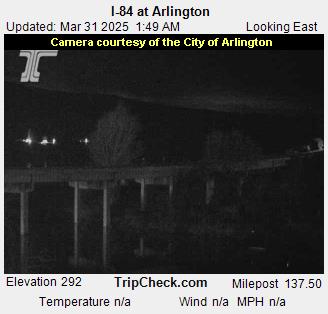 I-84 at Arlington
Updated: Mar 31 2025 1:49 AM Looking East
Camera courtesy of the City of Arlington
Elevation 292 TripCheck.com Milepost 137.50
Temperature n/a Wind n/a MPH n/a